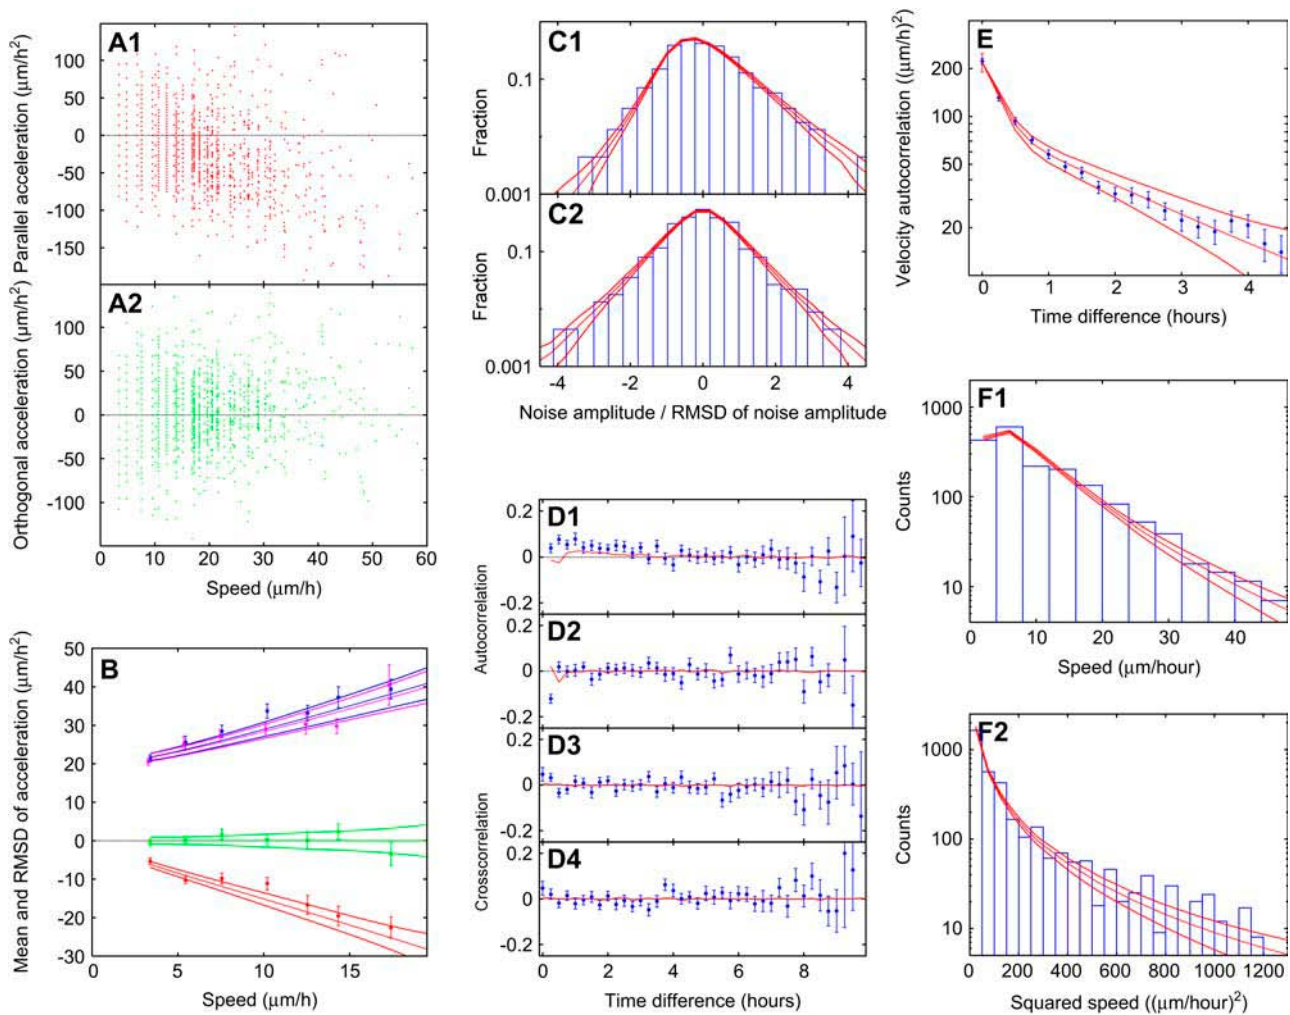 A1
Parallel acceleration (μm/h²)
100
50
0
-50
-100
-150
A2
Orthogonal acceleration (μm/h²)
100
50
0
-50
-100
0 10 20 30 40 50 60
Speed (μm/h)
B
Mean and RMSD of acceleration (μm/h²)
50
40
30
20
10
0
-10
-20
-30
0 5 10 15
Speed (μm/h)
C1
Fraction
0.1
0.001
C2
Fraction
0.1
0.001
-4 -2 0 2 4
Noise amplitude / RMSD of noise amplitude
D1
Autocorrelation
0.2
0
-0.2
D2
0.2
0
-0.2
D3
Crosscorrelation
0.2
0
-0.2
D4
0.2
0
-0.2
0 2 4 6 8
Time difference (hours)
E
Velocity autocorrelation ((μm/h)²)
200
100
50
20
0 1 2 3 4
Time difference (hours)
F1
Counts
1000
100
10
0 10 20 30 40
Speed (μm/hour)
F2
Counts
1000
100
10
0 200 400 600 800 1000 1200
Squared speed ((μm/hour)²)